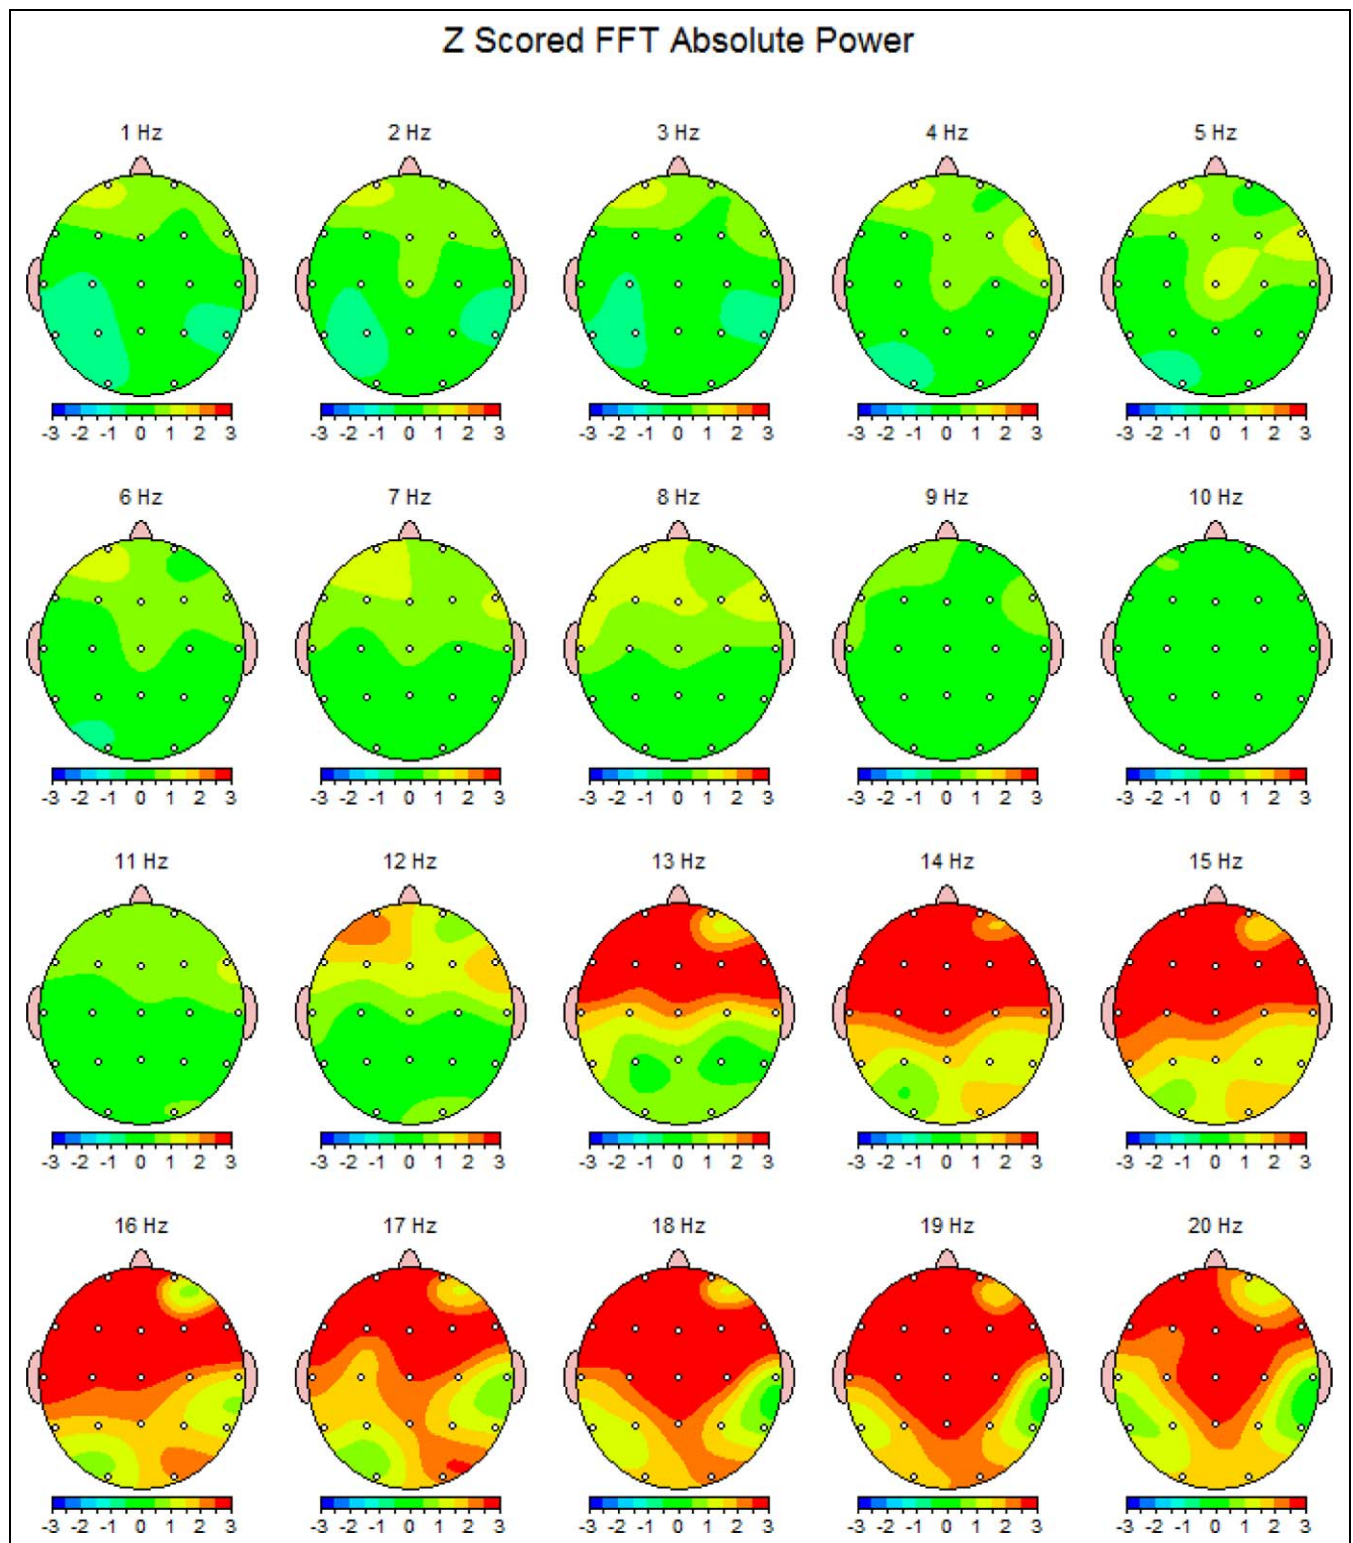 Z Scored FFT Absolute Power
1 Hz 2 Hz 3 Hz 4 Hz 5 Hz
-3 -2 -1 0 1 2 3 -3 -2 -1 0 1 2 3 -3 -2 -1 0 1 2 3 -3 -2 -1 0 1 2 3 -3 -2 -1 0 1 2 3
6 Hz 7 Hz 8 Hz 9 Hz 10 Hz
-3 -2 -1 0 1 2 3 -3 -2 -1 0 1 2 3 -3 -2 -1 0 1 2 3 -3 -2 -1 0 1 2 3 -3 -2 -1 0 1 2 3
11 Hz 12 Hz 13 Hz 14 Hz 15 Hz
-3 -2 -1 0 1 2 3 -3 -2 -1 0 1 2 3 -3 -2 -1 0 1 2 3 -3 -2 -1 0 1 2 3 -3 -2 -1 0 1 2 3
16 Hz 17 Hz 18 Hz 19 Hz 20 Hz
-3 -2 -1 0 1 2 3 -3 -2 -1 0 1 2 3 -3 -2 -1 0 1 2 3 -3 -2 -1 0 1 2 3 -3 -2 -1 0 1 2 3